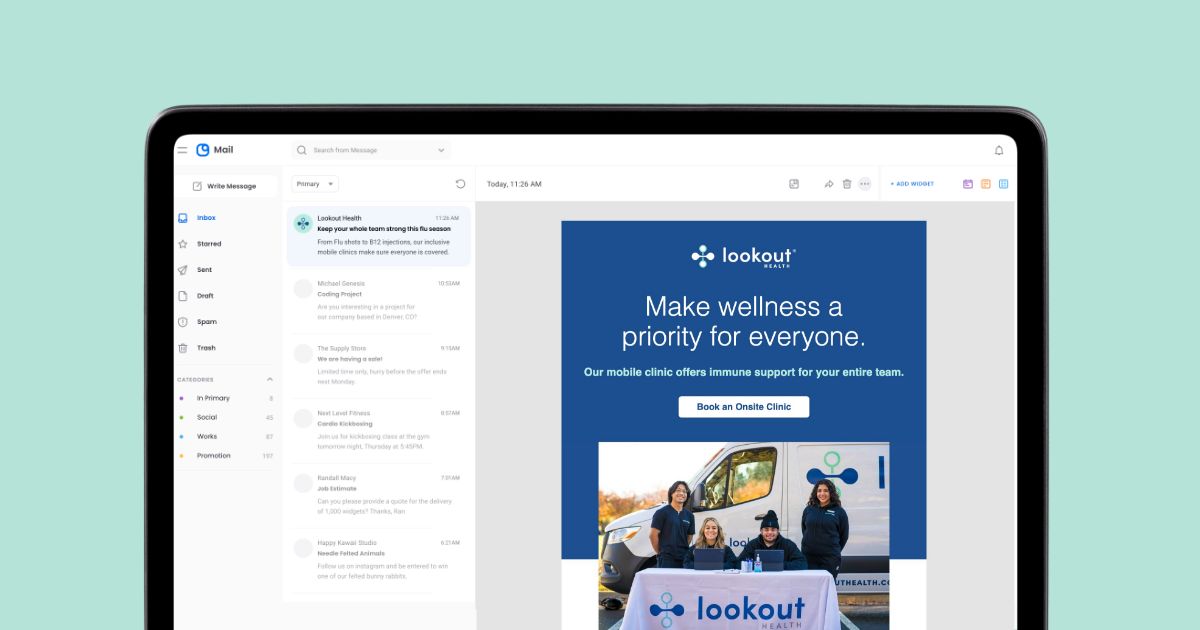 Mail
Search from Message
Write Message
Primary
Today, 11:26 AM
+ ADD WIDGET
Inbox
Starred
Sent
Draft
Spam
Trash
CATEGORIES
In Primary 8
Social 45
Works 87
Promotion 197
Lookout Health 11:26 AM
Keep your whole team strong this flu season
From Flu shots to B12 injections, our inclusive
mobile clinics make sure everyone is covered.
Michael Genesis 10:53AM
Coding Project
Are you interesting in a project for
our company based in Denver, CO?
The Supply Store 9:15AM
We are having a sale!
Limited time only, hurry before the offer ends
next Monday.
Next Level Fitness 8:57AM
Cardio Kickboxing
Join us for kickboxing class at the gym
tomorrow night, Thursday at 5:45PM.
Randall Macy 7:01AM
Job Estimate
Can you please provide a quote for the delivery
of 1,000 widgets? Thanks, Ran
Happy Kawaii Studio 6:21AM
Needle Felted Animals
Follow us on instagram and be entered to win
one of our felted bunny rabbits.
lookout®
HEALTH
Make wellness a
priority for everyone.
Our mobile clinic offers immune support for your entire team.
Book an Onsite Clinic
look
UTHEALTH.C
lookout
HEALTH